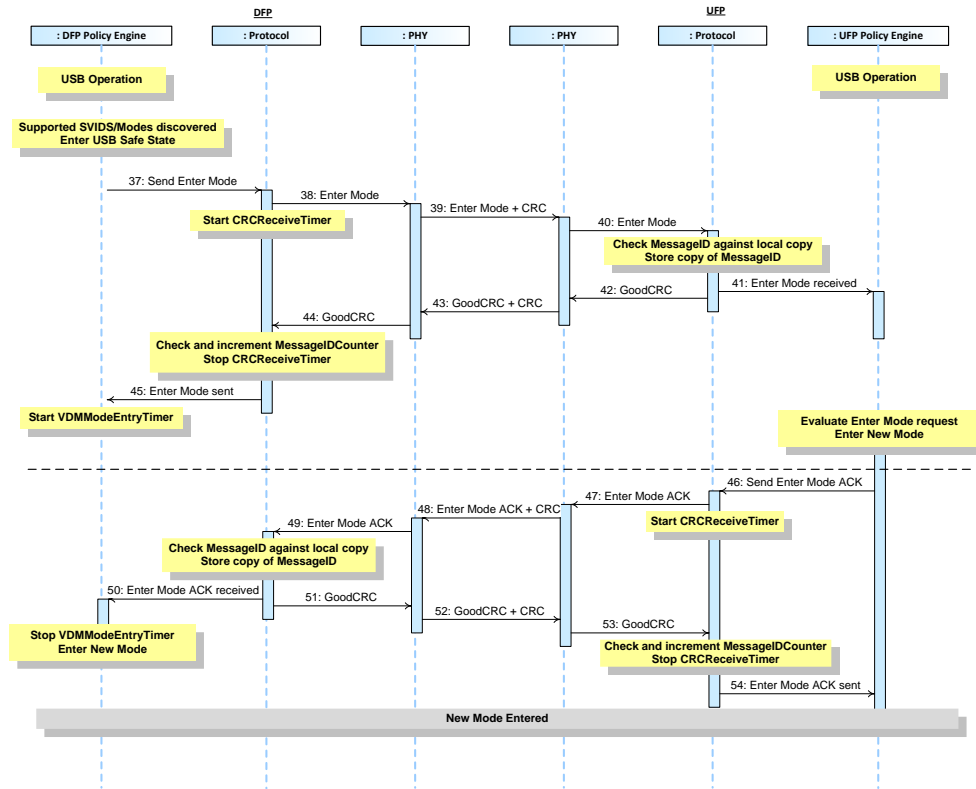 DFP
UFP
: DFP Policy Engine
: Protocol
: PHY
: PHY
: Protocol
: UFP Policy Engine
USB Operation
USB Operation
Supported SVIDS/Modes discovered
Enter USB Safe State
37: Send Enter Mode
38: Enter Mode
39: Enter Mode + CRC
Start CRCReceiveTimer
40: Enter Mode
Check MessageID against local copy
Store copy of MessageID
41: Enter Mode received
42: GoodCRC
43: GoodCRC + CRC
44: GoodCRC
Check and increment MessageIDCounter
Stop CRCReceiveTimer
45: Enter Mode sent
Start VDMModeEntryTimer
Evaluate Enter Mode request
Enter New Mode
46: Send Enter Mode ACK
47: Enter Mode ACK
48: Enter Mode ACK + CRC
Start CRCReceiveTimer
49: Enter Mode ACK
Check MessageID against local copy
Store copy of MessageID
50: Enter Mode ACK received
51: GoodCRC
52: GoodCRC + CRC
53: GoodCRC
Stop VDMModeEntryTimer
Enter New Mode
Check and increment MessageIDCounter
Stop CRCReceiveTimer
54: Enter Mode ACK sent
New Mode Entered